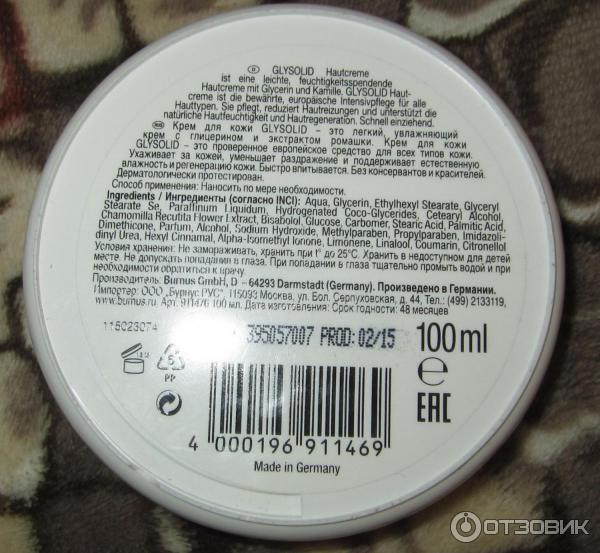 D GLYSOLID Hautcreme
ist eine leichte, feuchtigkeitsspendende
Hautcreme mit Glycerin und Kamille. GLYSOLID Haut-
creme ist die bewährte, europäische Intensivpflege für alle
Hauttypen. Sie pflegt, reduziert Hautreizungen und unterstützt die
natürliche Hautfeuchtigkeit und Hautregeneration. Schnell einziehend.
RUS Крем для кожи GLYSOLID – это легкий, увлажняющий
крем с глицерином и экстрактом ромашки. Крем для кожи
GLYSOLID – это проверенное европейское средство для всех типов кожи.
Ухаживает за кожей, уменьшает раздражение и поддерживает естественную
влажность и регенерацию кожи. Быстро впитывается. Без консервантов и красителей.
Дерматологически протестирован.
Способ применения: Наносить по мере необходимости.
Ingredients / Ингредиенты (согласно INCI): Aqua, Glycerin, Ethylhexyl Stearate, Glyceryl
Stearate Se, Paraffinum Liquidum, Hydrogenated Coco-Glycerides, Cetearyl Alcohol,
Chamomilla Recutita Flower Extract, Bisabolol, Glucose, Carbomer, Stearic Acid, Palmitic Acid,
Dimethicone, Parfum, Alcohol, Sodium Hydroxide, Methylparaben, Propylparaben, Imidazoli-
dinyl Urea, Hexyl Cinnamal, Alpha-Isomethyl Ionone, Limonene, Linalool, Coumarin, Citronellol
Условия хранения: Не замораживать, хранить при t° до 25°C. Хранить в недоступном для детей
месте. Не допускать попадания в глаза. При попадании в глаза тщательно промыть водой и при
необходимости обратиться к врачу.
Производитель: Burnus GmbH, D – 64293 Darmstadt (Germany). Произведено в Германии.
Импортер: ООО „Бурнус РУС", 115093 Москва, ул. Бол. Серпуховская, д. 44, Тел.: (499) 2133119,
www.burnus.ru Арт. 911476 100 мл. Дата изготовления: Срок годности: 48 месяцев
115023074
395057007 PROD: 02/15
100 ml
12
5
PP
℮
EAC
4 000196 911469
Made in Germany
ОТЗОВИК